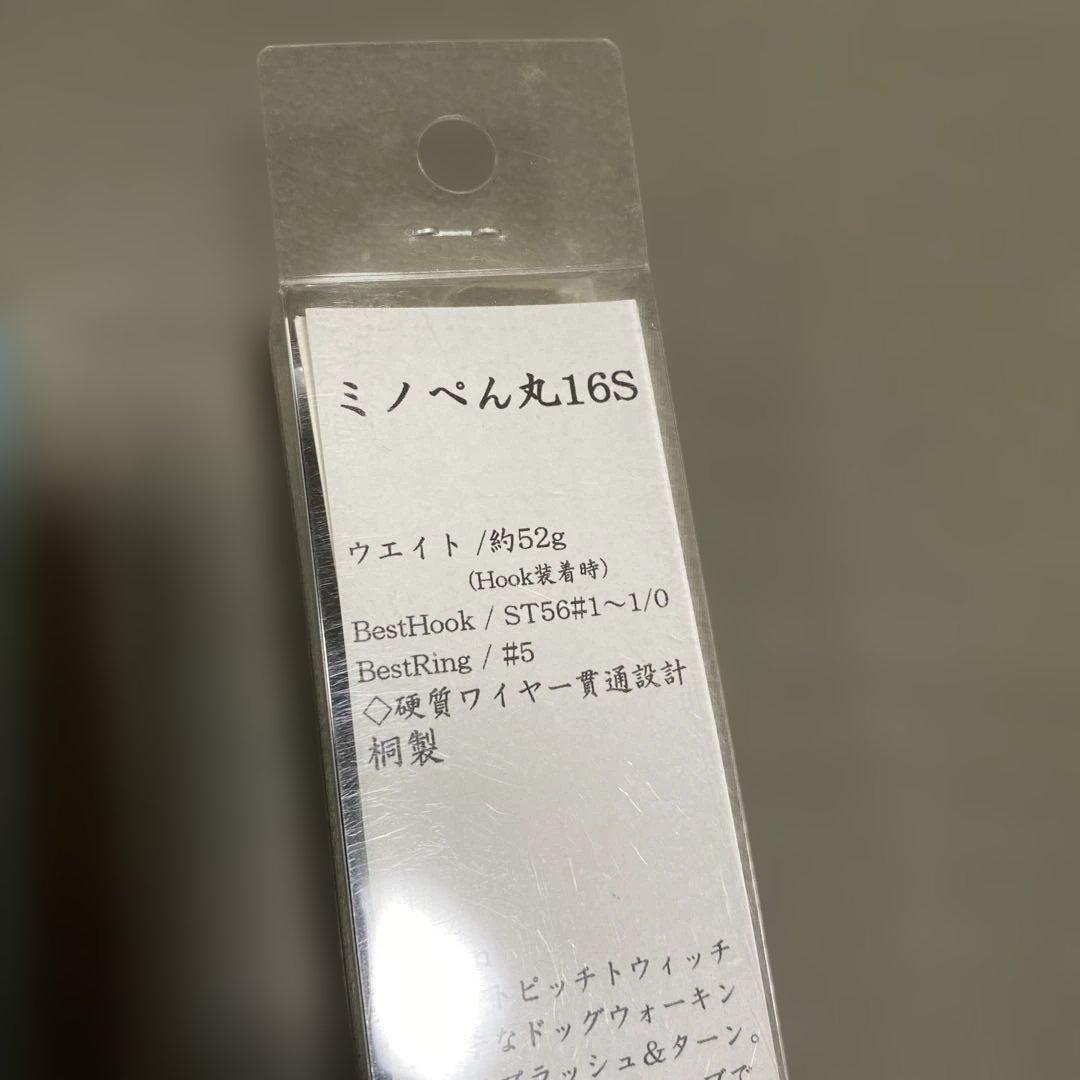 ミノぺん丸16S
ウエイト /約52g
(Hook装着時)
BestHook / ST56♯1〜1/0
BestRing / ♯5
◇硬質ワイヤー貫通設計
桐製
ピッチトウィッチ
なドッグウォーキン
ラッシュ&ターン。
プで